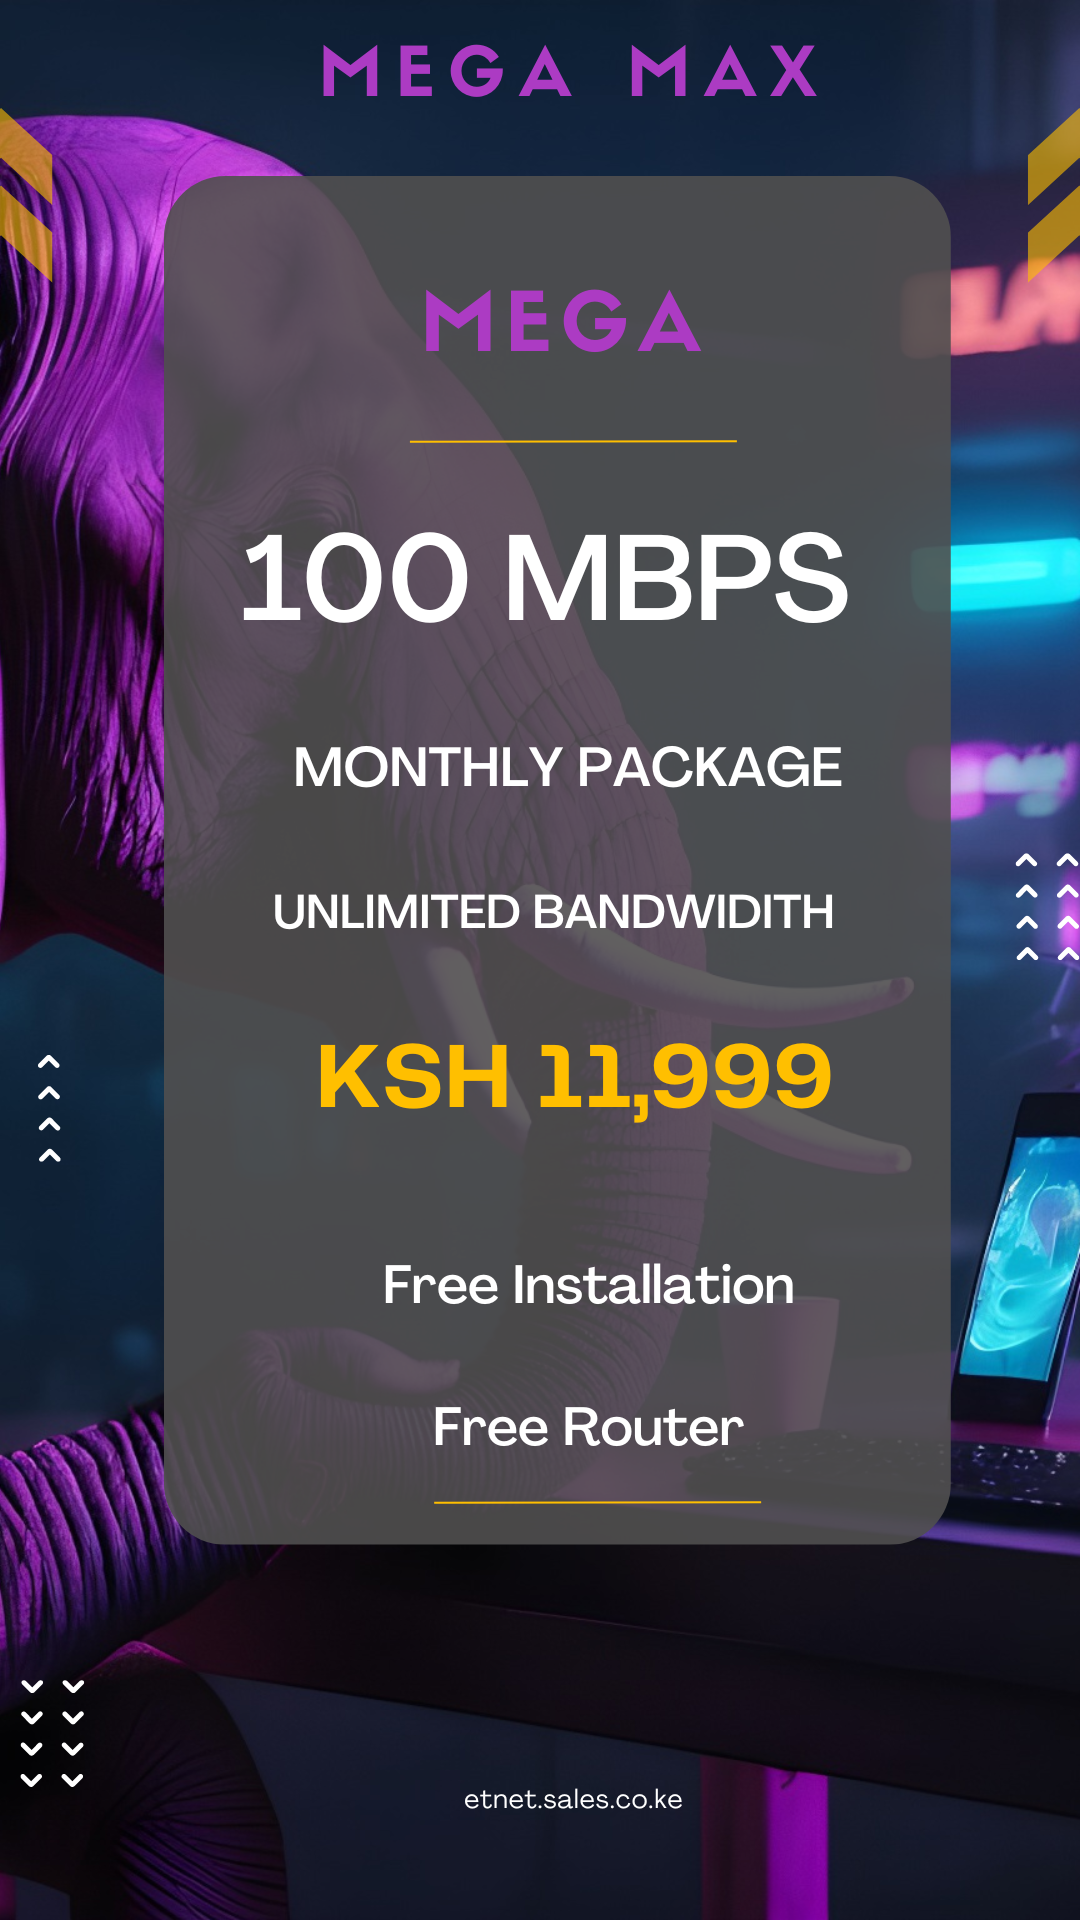 MEGA MAX
MEGA
100 MBPS
MONTHLY PACKAGE
UNLIMITED BANDWIDITH
KSH 11,999
Free Installation
Free Router
etnet.sales.co.ke